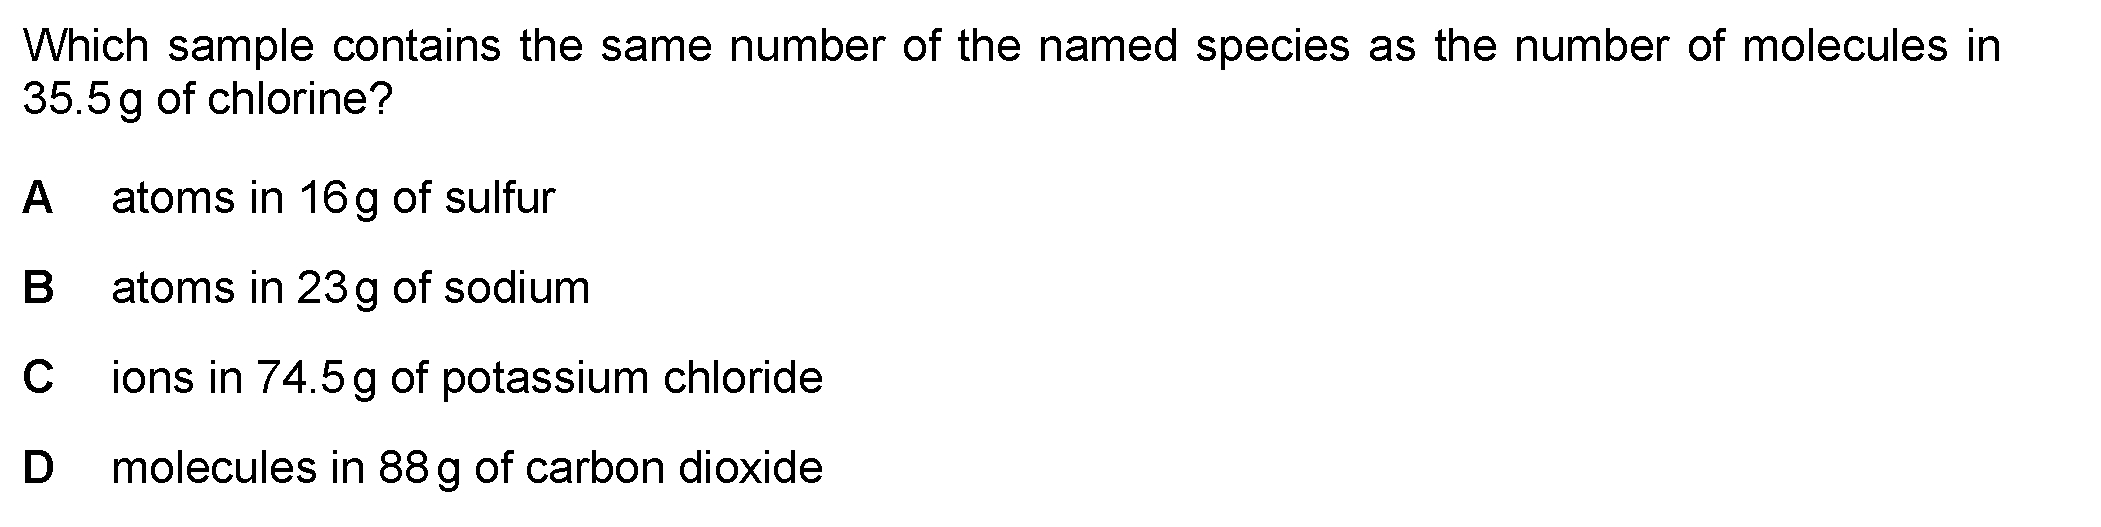 Which sample contains the same number of the named species as the number of molecules in
35.5 g of chlorine?
A atoms in 16 g of sulfur
B atoms in 23 g of sodium
C ions in 74.5 g of potassium chloride
D molecules in 88 g of carbon dioxide